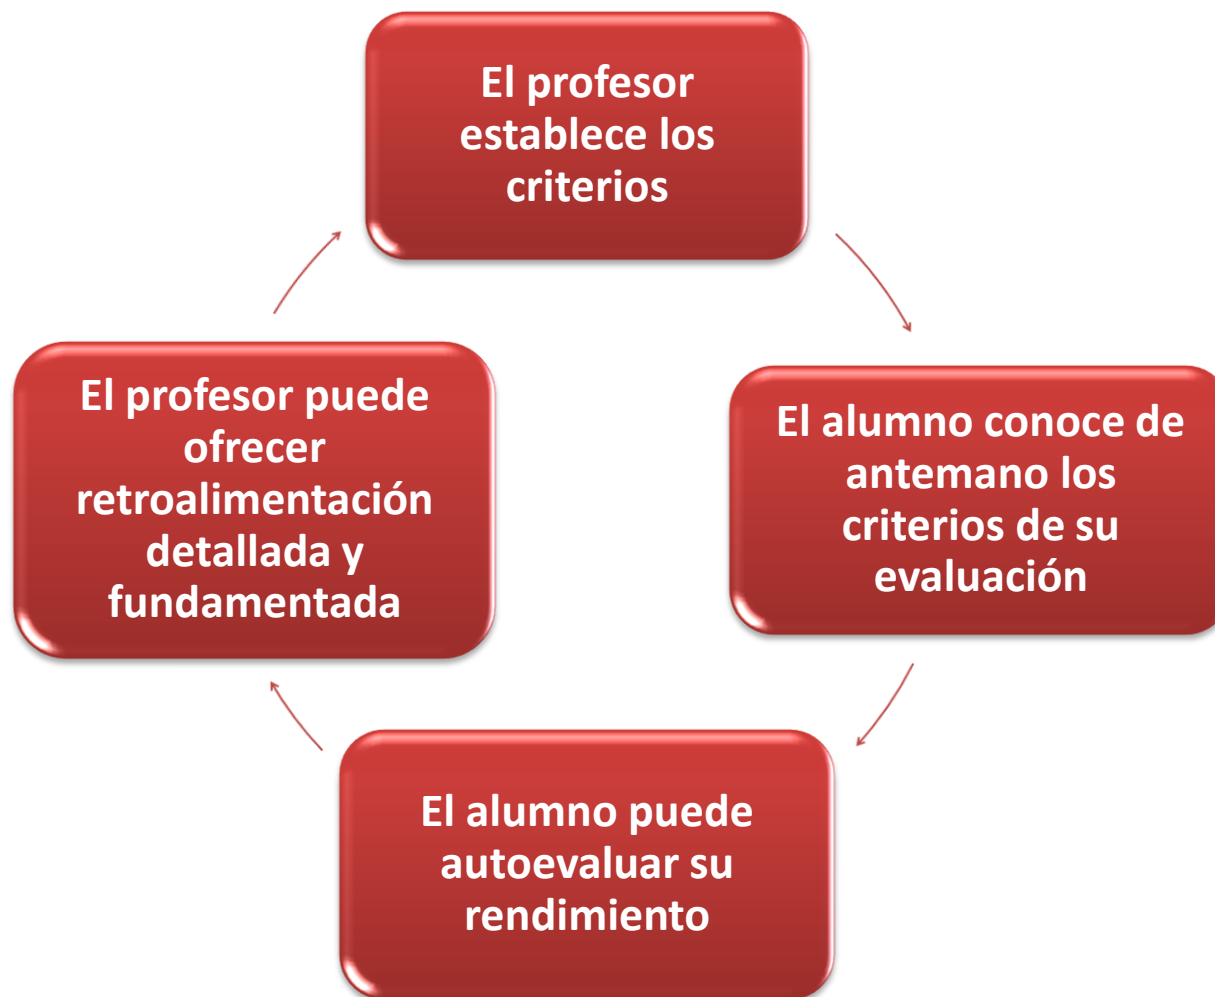 El profesor
establece los
criterios
El alumno conoce de
antemano los
criterios de su
evaluación
El alumno puede
autoevaluar su
rendimiento
El profesor puede
ofrecer
retroalimentación
detallada y
fundamentada